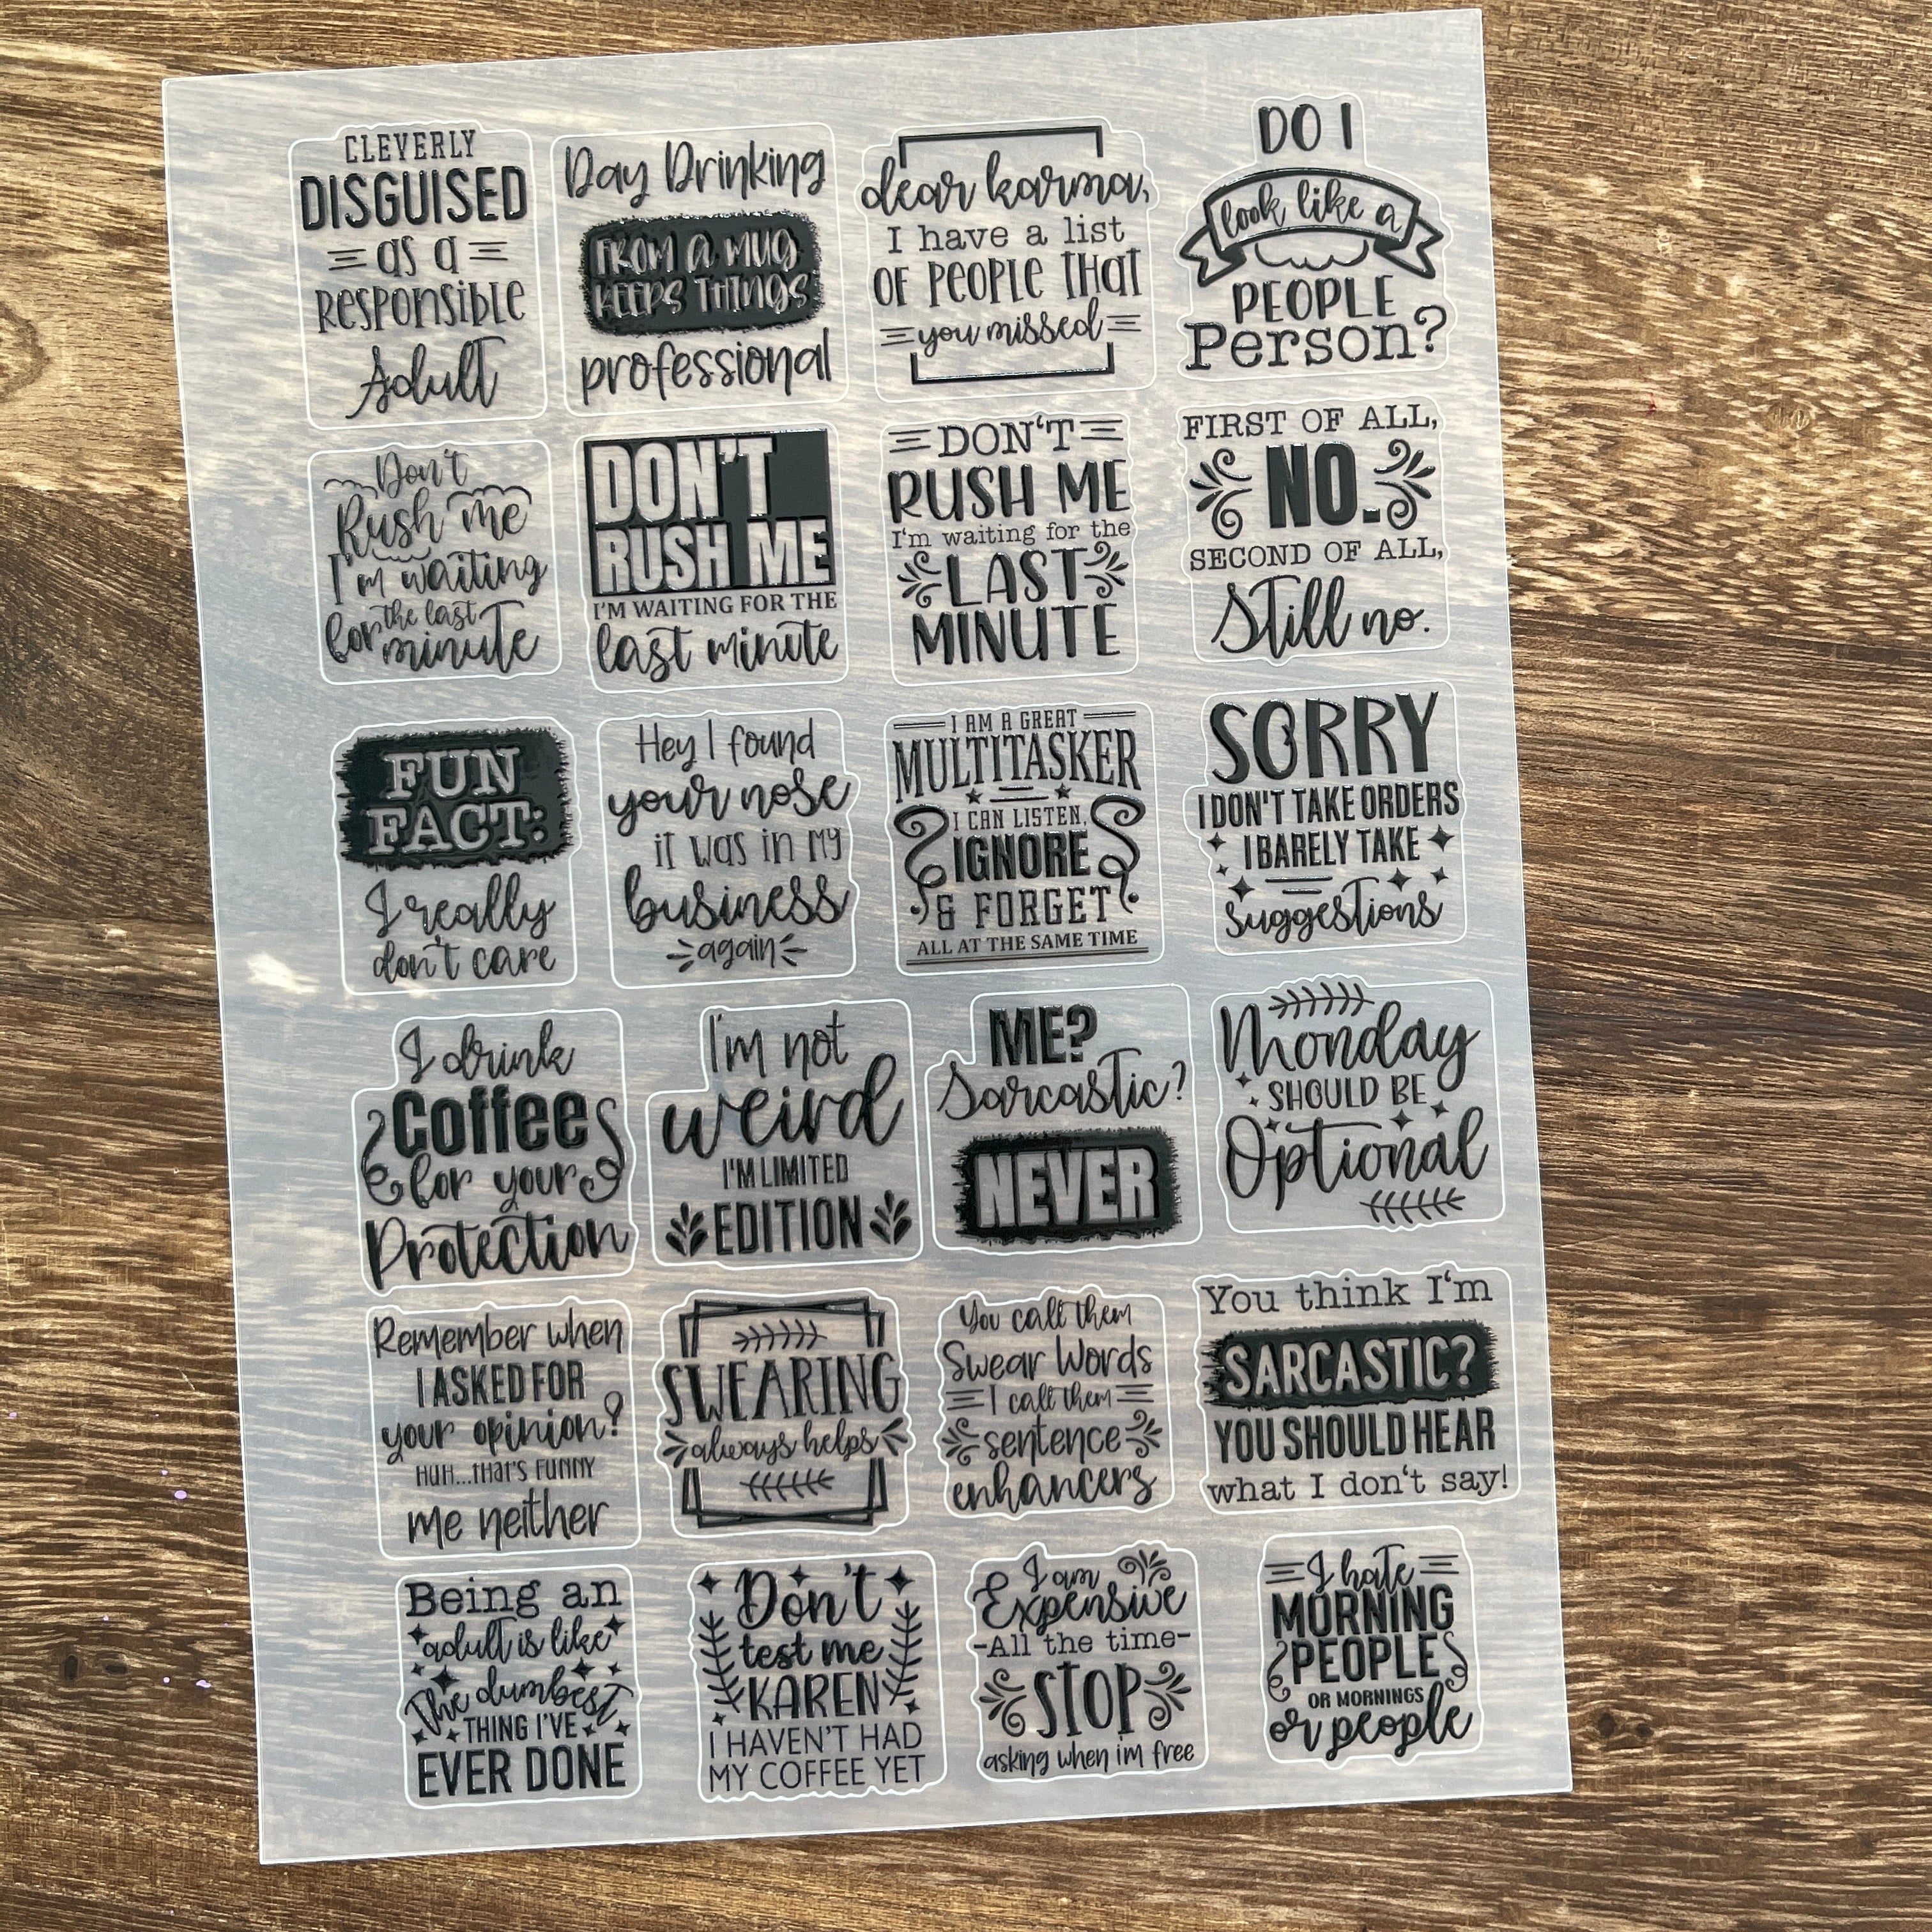 CLEVERLY
DISGUISED
as a
RESPONSIBLE
Adult
Day Drinking
FROM A MUG
KEEPS THINGS
professional
dear karma,
I have a list
OF PEOPLE THAT
you missed
DO I
look like a
PEOPLE
Person?
Don't
Rush me
I'm waiting
for the last
minute
DON'T
RUSH ME
I'M WAITING FOR THE
last minute
DON'T
RUSH ME
I'm waiting for the
LAST
MINUTE
FIRST OF ALL,
NO.
SECOND OF ALL,
Still no.
FUN
FACT:
I really
don't care
Hey I found
your nose
it was in my
business
again
I AM A GREAT
MULTITASKER
I CAN LISTEN,
IGNORE
& FORGET
ALL AT THE SAME TIME
SORRY
I DON'T TAKE ORDERS
I BARELY TAKE
suggestions
I drink
Coffee
for your
Protection
I'm not
weird
I'M LIMITED
EDITION
ME?
Sarcastic?
NEVER
Monday
SHOULD BE
Optional
Remember when
I ASKED FOR
your opinion?
HUH...THAT'S FUNNY
me neither
SWEARING
always helps
You call them
Swear Words
I call them
sentence
enhancers
You think I'm
SARCASTIC?
YOU SHOULD HEAR
what I don't say!
Being an
adult is like
The dumbest
THING I'VE
EVER DONE
Don't
test me
KAREN
I HAVEN'T HAD
MY COFFEE YET
I am
Expensive
-All the time-
STOP
asking when im free
I hate
MORNING
PEOPLE
OR MORNINGS
or people